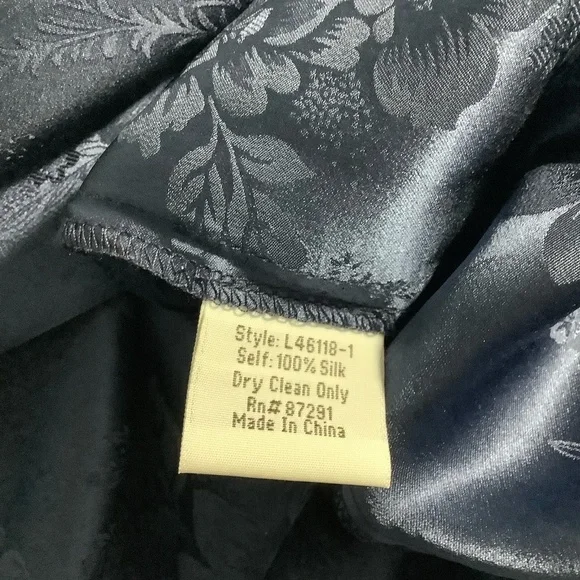 Style: L46118-1
Self: 100% Silk
Dry Clean Only
Rn# 87291
Made In China